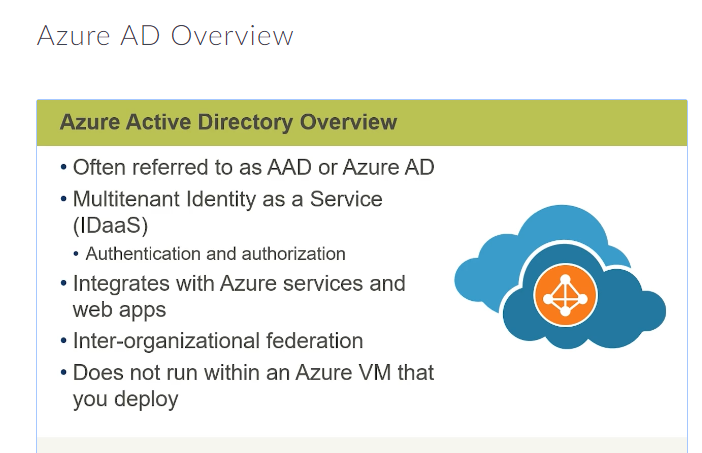 Azure AD Overview
Azure Active Directory Overview
• Often referred to as AAD or Azure AD
• Multitenant Identity as a Service
(IDaaS)
• Authentication and authorization
• Integrates with Azure services and
web apps
• Inter-organizational federation
• Does not run within an Azure VM that
you deploy